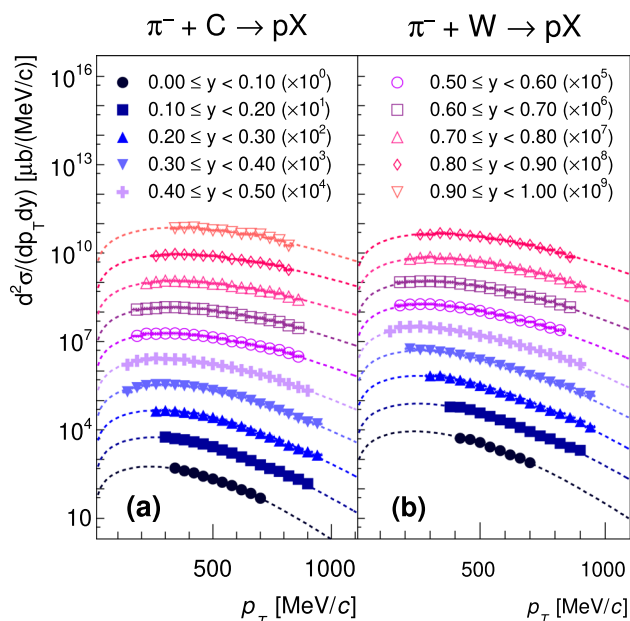 π⁻ + C → pX
π⁻ + W → pX
d²σ/(dp_T dy) [μb/(MeV/c)]
10¹⁶
10¹³
10¹⁰
10⁷
10⁴
10
0.00 ≤ y < 0.10 (×10⁰)
0.10 ≤ y < 0.20 (×10¹)
0.20 ≤ y < 0.30 (×10²)
0.30 ≤ y < 0.40 (×10³)
0.40 ≤ y < 0.50 (×10⁴)
0.50 ≤ y < 0.60 (×10⁵)
0.60 ≤ y < 0.70 (×10⁶)
0.70 ≤ y < 0.80 (×10⁷)
0.80 ≤ y < 0.90 (×10⁸)
0.90 ≤ y < 1.00 (×10⁹)
(a)
(b)
500 1000
500 1000
p_T [MeV/c]
p_T [MeV/c]